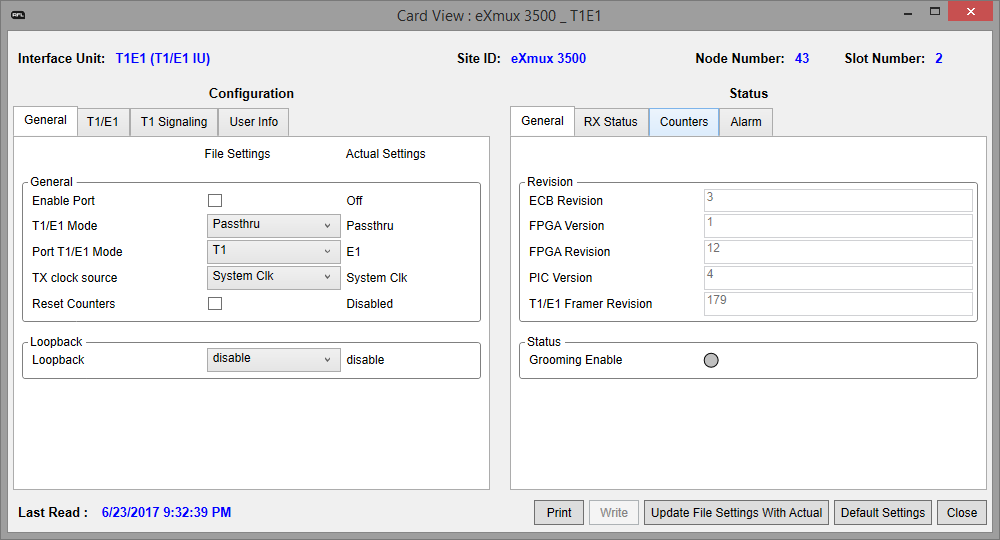 AFL
Card View : eXmux 3500 _ T1E1
Interface Unit: T1E1 (T1/E1 IU) Site ID: eXmux 3500 Node Number: 43 Slot Number: 2
Configuration
General T1/E1 T1 Signaling User Info
File Settings Actual Settings
General
Enable Port Off
T1/E1 Mode Passthru Passthru
Port T1/E1 Mode T1 E1
TX clock source System Clk System Clk
Reset Counters Disabled
Loopback
Loopback disable disable
Status
General RX Status Counters Alarm
Revision
ECB Revision 3
FPGA Version 1
FPGA Revision 12
PIC Version 4
T1/E1 Framer Revision 179
Status
Grooming Enable
Last Read : 6/23/2017 9:32:39 PM
Print Write Update File Settings With Actual Default Settings Close